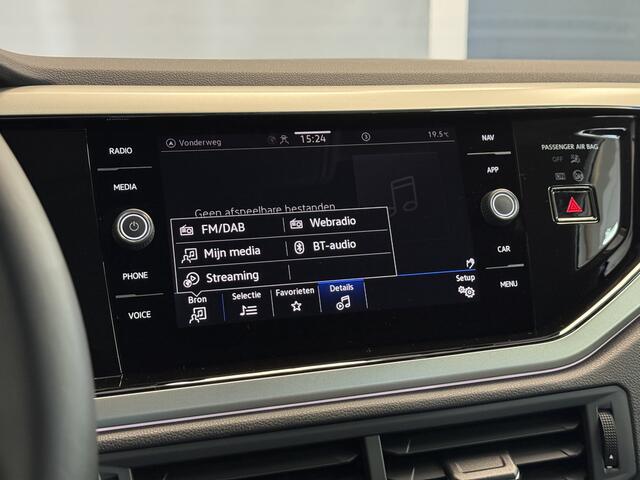 RADIO
MEDIA
PHONE
VOICE
Vonderweg
15:24
3
19.5°C
Geen afspeelbare bestanden
FM/DAB
Webradio
Mijn media
BT-audio
Streaming
Bron
Selectie
Favorieten
Details
Setup
NAV
APP
CAR
MENU
PASSENGER AIR BAG
OFF